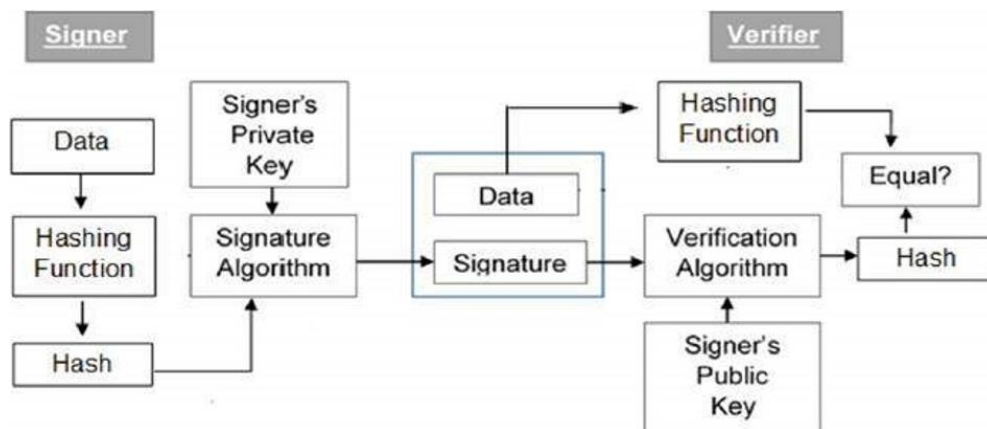 Signer
Verifier
Data
Hashing
Function
Hash
Signer's
Private
Key
Signature
Algorithm
Data
Signature
Hashing
Function
Verification
Algorithm
Signer's
Public
Key
Equal?
Hash